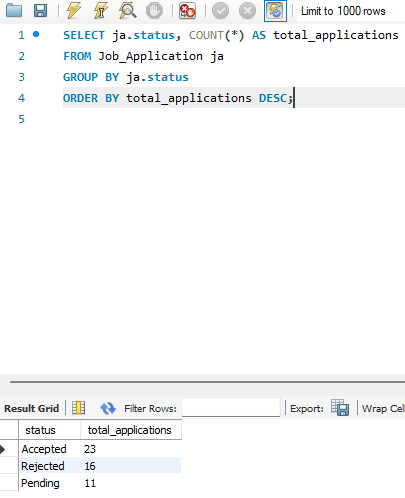 Limit to 1000 rows
1 SELECT ja.status, COUNT(*) AS total_applications
2 FROM Job_Application ja
3 GROUP BY ja.status
4 ORDER BY total_applications DESC;
5
Result Grid Filter Rows: Export: Wrap Cel
status total_applications
Accepted 23
Rejected 16
Pending 11